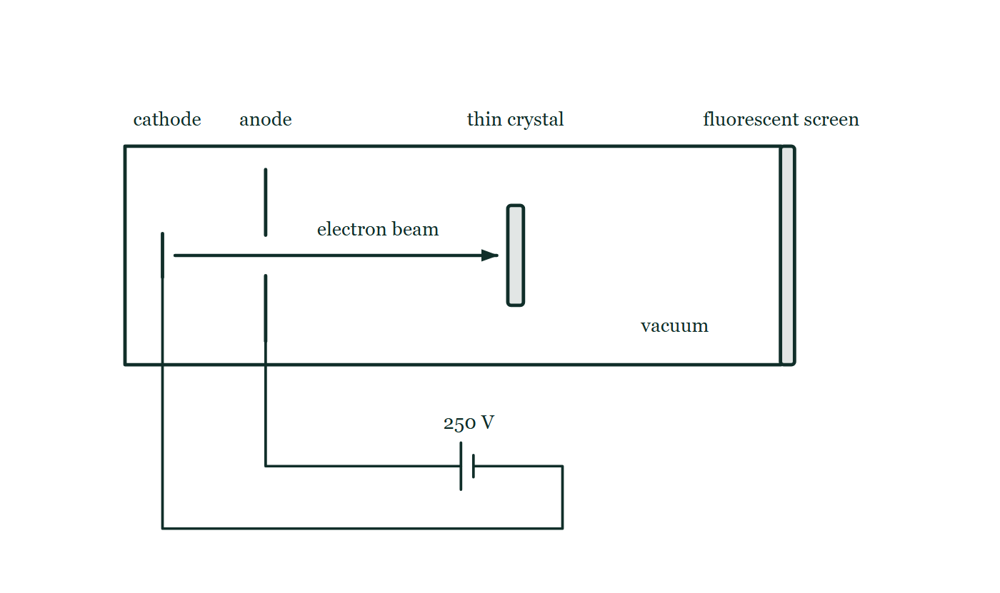 cathode
anode
thin crystal
fluorescent screen
electron beam
vacuum
250 V